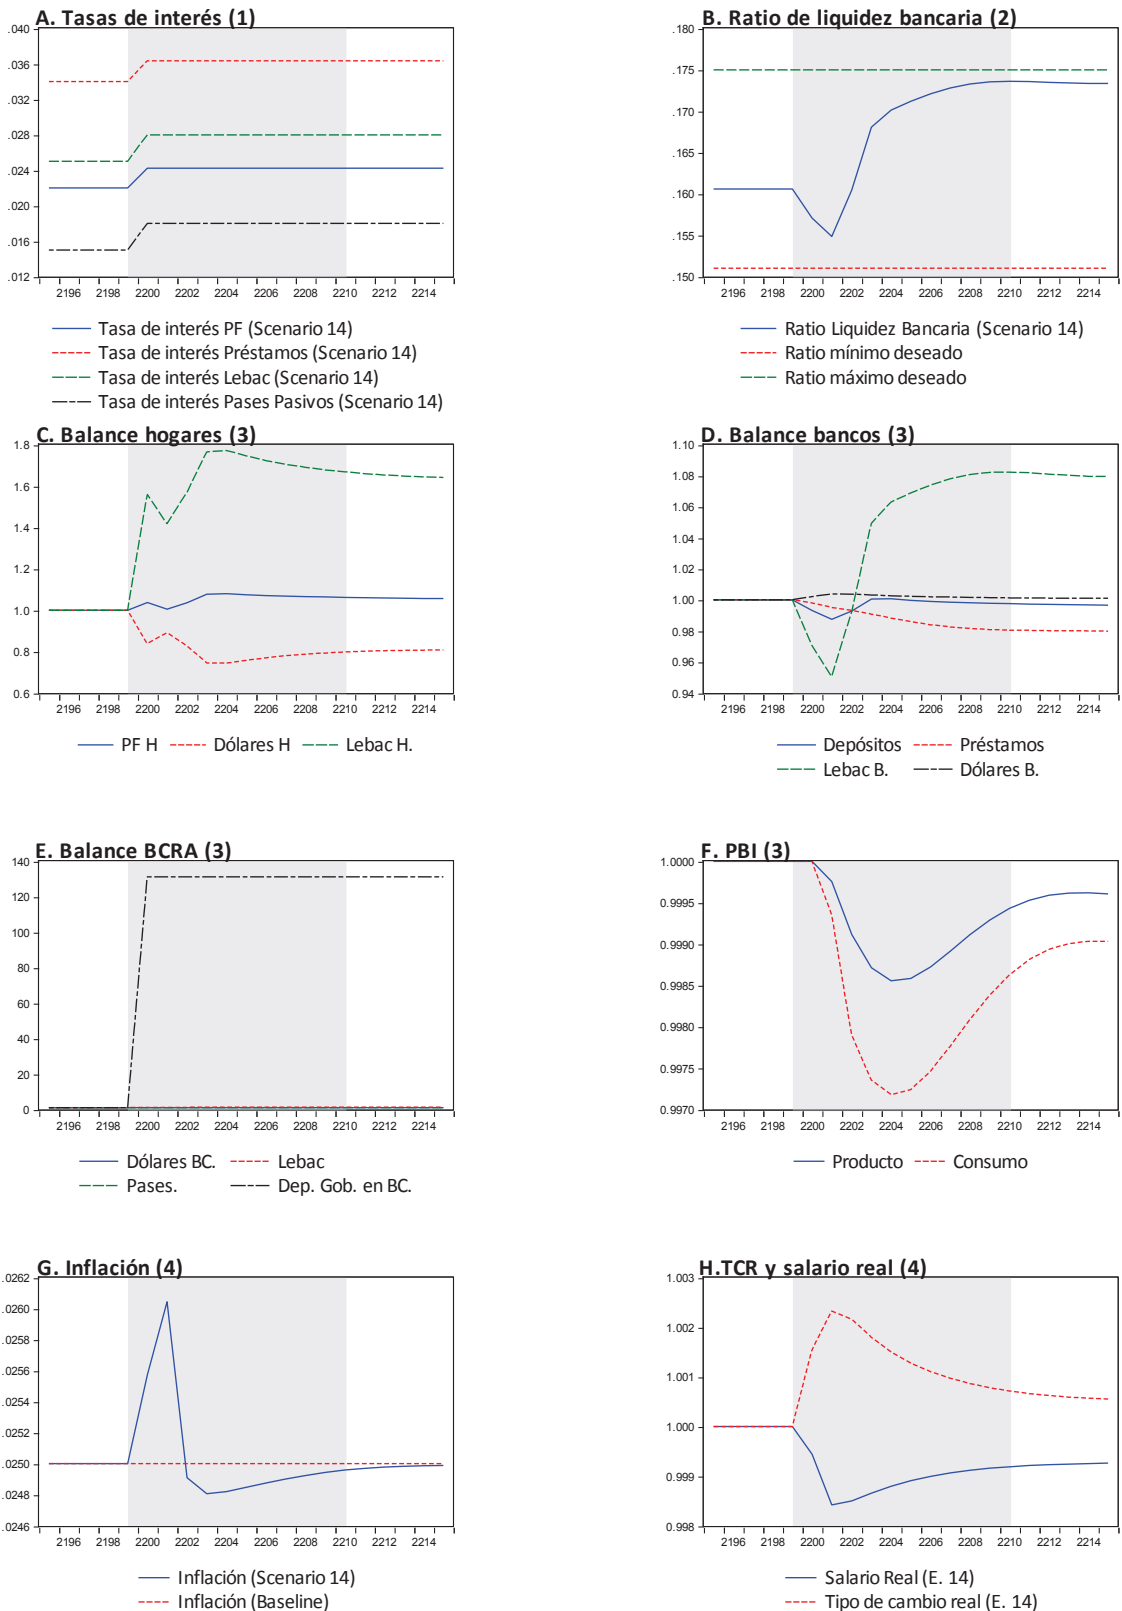 A. Tasas de interés (1)
.040
.036
.032
.028
.024
.020
.016
.012
2196 2198 2200 2202 2204 2206 2208 2210 2212 2214
Tasa de interés PF (Scenario 14)
Tasa de interés Préstamos (Scenario 14)
Tasa de interés Lebac (Scenario 14)
Tasa de interés Pases Pasivos (Scenario 14)
B. Ratio de liquidez bancaria (2)
.180
.175
.170
.165
.160
.155
.150
2196 2198 2200 2202 2204 2206 2208 2210 2212 2214
Ratio Liquidez Bancaria (Scenario 14)
Ratio mínimo deseado
Ratio máximo deseado
C. Balance hogares (3)
1.8
1.6
1.4
1.2
1.0
0.8
0.6
2196 2198 2200 2202 2204 2206 2208 2210 2212 2214
PF H Dólares H Lebac H.
D. Balance bancos (3)
1.10
1.08
1.06
1.04
1.02
1.00
0.98
0.96
0.94
2196 2198 2200 2202 2204 2206 2208 2210 2212 2214
Depósitos Préstamos
Lebac B. Dólares B.
E. Balance BCRA (3)
140
120
100
80
60
40
20
0
2196 2198 2200 2202 2204 2206 2208 2210 2212 2214
Dólares BC. Lebac
Pases. Dep. Gob. en BC.
F. PBI (3)
1.0000
0.9995
0.9990
0.9985
0.9980
0.9975
0.9970
2196 2198 2200 2202 2204 2206 2208 2210 2212 2214
Producto Consumo
G. Inflación (4)
.0262
.0260
.0258
.0256
.0254
.0252
.0250
.0248
.0246
2196 2198 2200 2202 2204 2206 2208 2210 2212 2214
Inflación (Scenario 14)
Inflación (Baseline)
H.TCR y salario real (4)
1.003
1.002
1.001
1.000
0.999
0.998
2196 2198 2200 2202 2204 2206 2208 2210 2212 2214
Salario Real (E. 14)
Tipo de cambio real (E. 14)